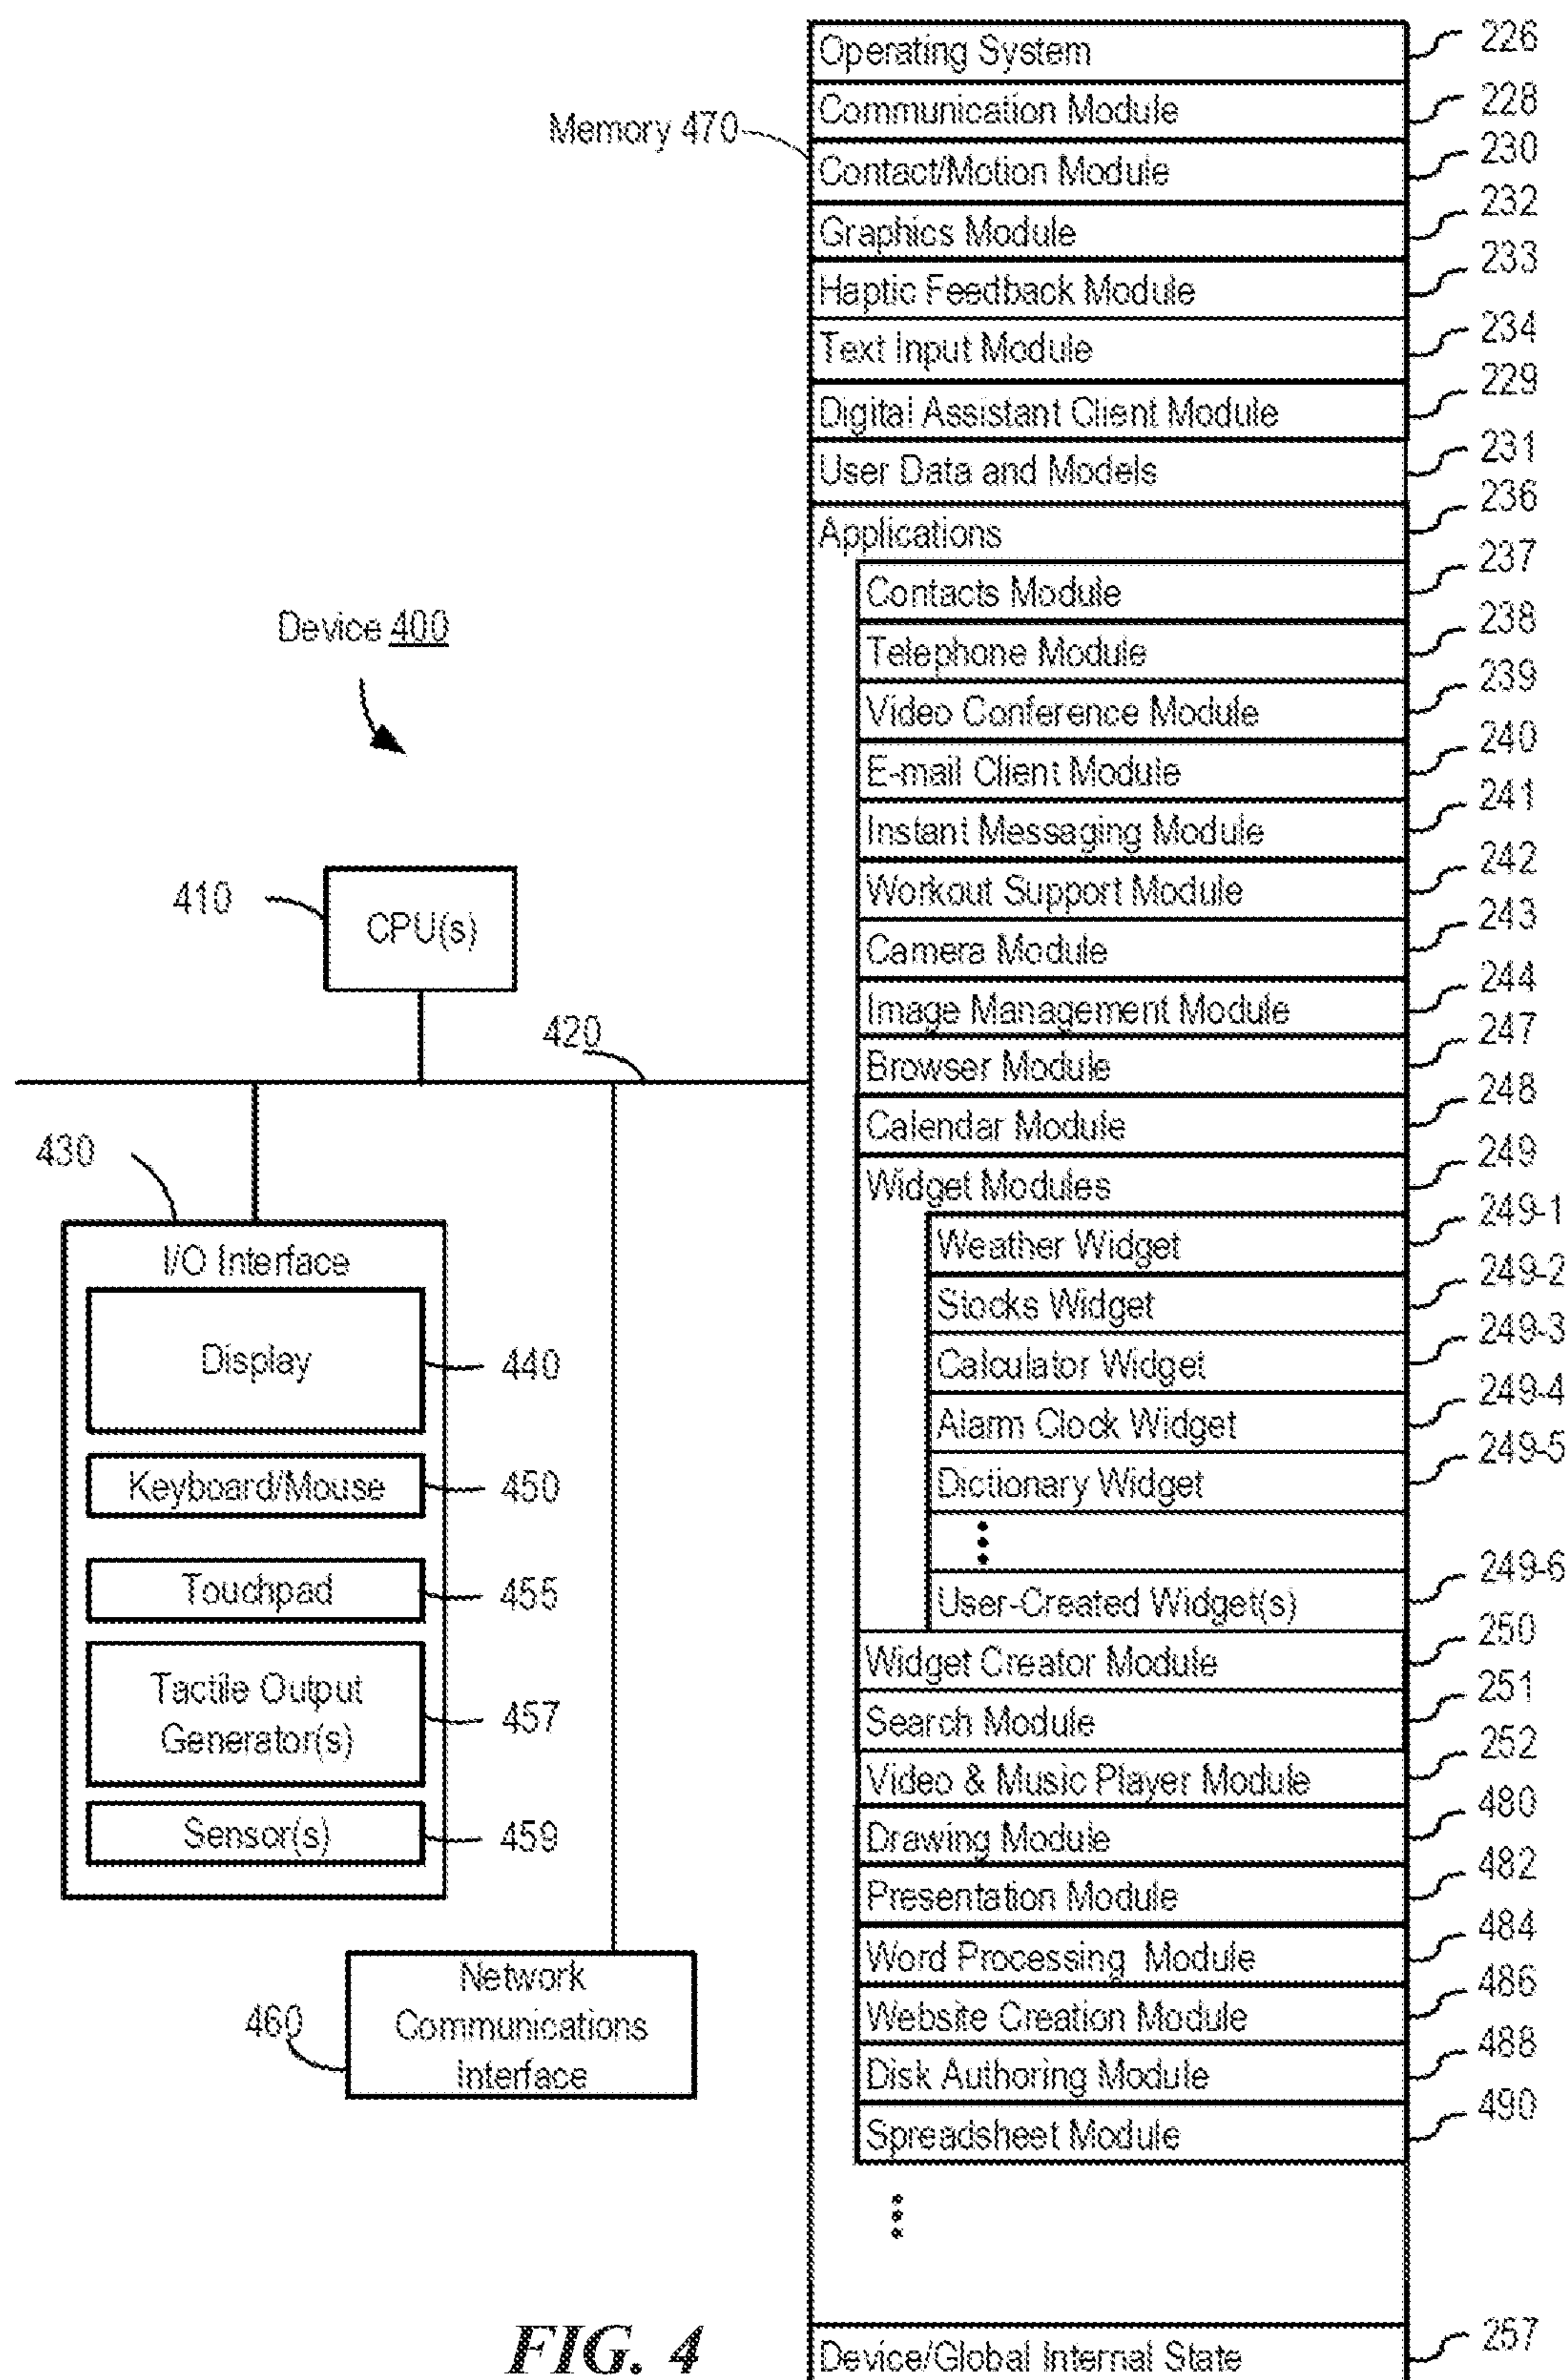 Operating System 226
Communication Module 228
Memory 470
Contact/Motion Module 230
Graphics Module 232
Haptic Feedback Module 233
Text Input Module 234
Digital Assistant Client Module 229
User Data and Models 231
Applications 236
Contacts Module 237
Telephone Module 238
Video Conference Module 239
E-mail Client Module 240
Instant Messaging Module 241
Workout Support Module 242
Camera Module 243
Image Management Module 244
Browser Module 247
Calendar Module 248
Widget Modules 249
Weather Widget 249-1
Stocks Widget 249-2
Calculator Widget 249-3
Alarm Clock Widget 249-4
Dictionary Widget 249-5
User-Created Widget(s) 249-6
Widget Creator Module 250
Search Module 251
Video & Music Player Module 252
Drawing Module 480
Presentation Module 482
Word Processing Module 484
Website Creation Module 486
Disk Authoring Module 488
Spreadsheet Module 490
Device/Global Internal State 257
Device 400
410
CPU(s)
420
430
I/O Interface
Display 440
Keyboard/Mouse 450
Touchpad 455
Tactile Output
Generator(s) 457
Sensor(s) 459
460
Network
Communications
Interface
FIG. 4